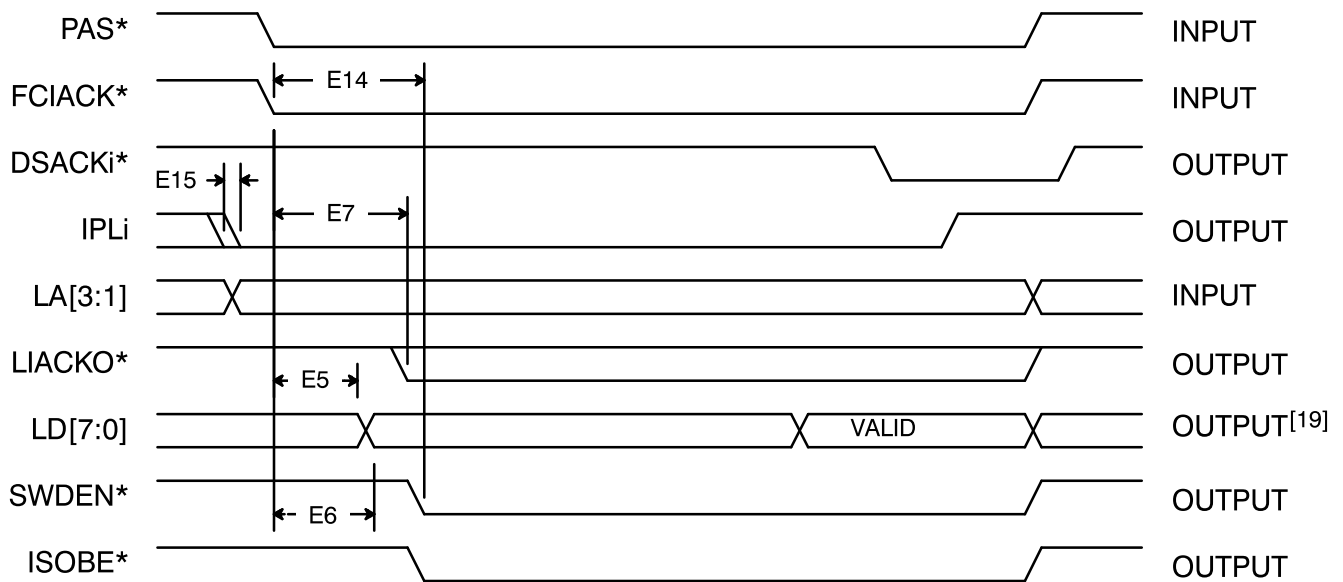 PAS* INPUT
E14
FCIACK* INPUT
DSACKi* OUTPUT
E15
E7
IPLi OUTPUT
LA[3:1] INPUT
LIACKO* OUTPUT
E5
LD[7:0] VALID OUTPUT[19]
SWDEN* OUTPUT
E6
ISOBE* OUTPUT